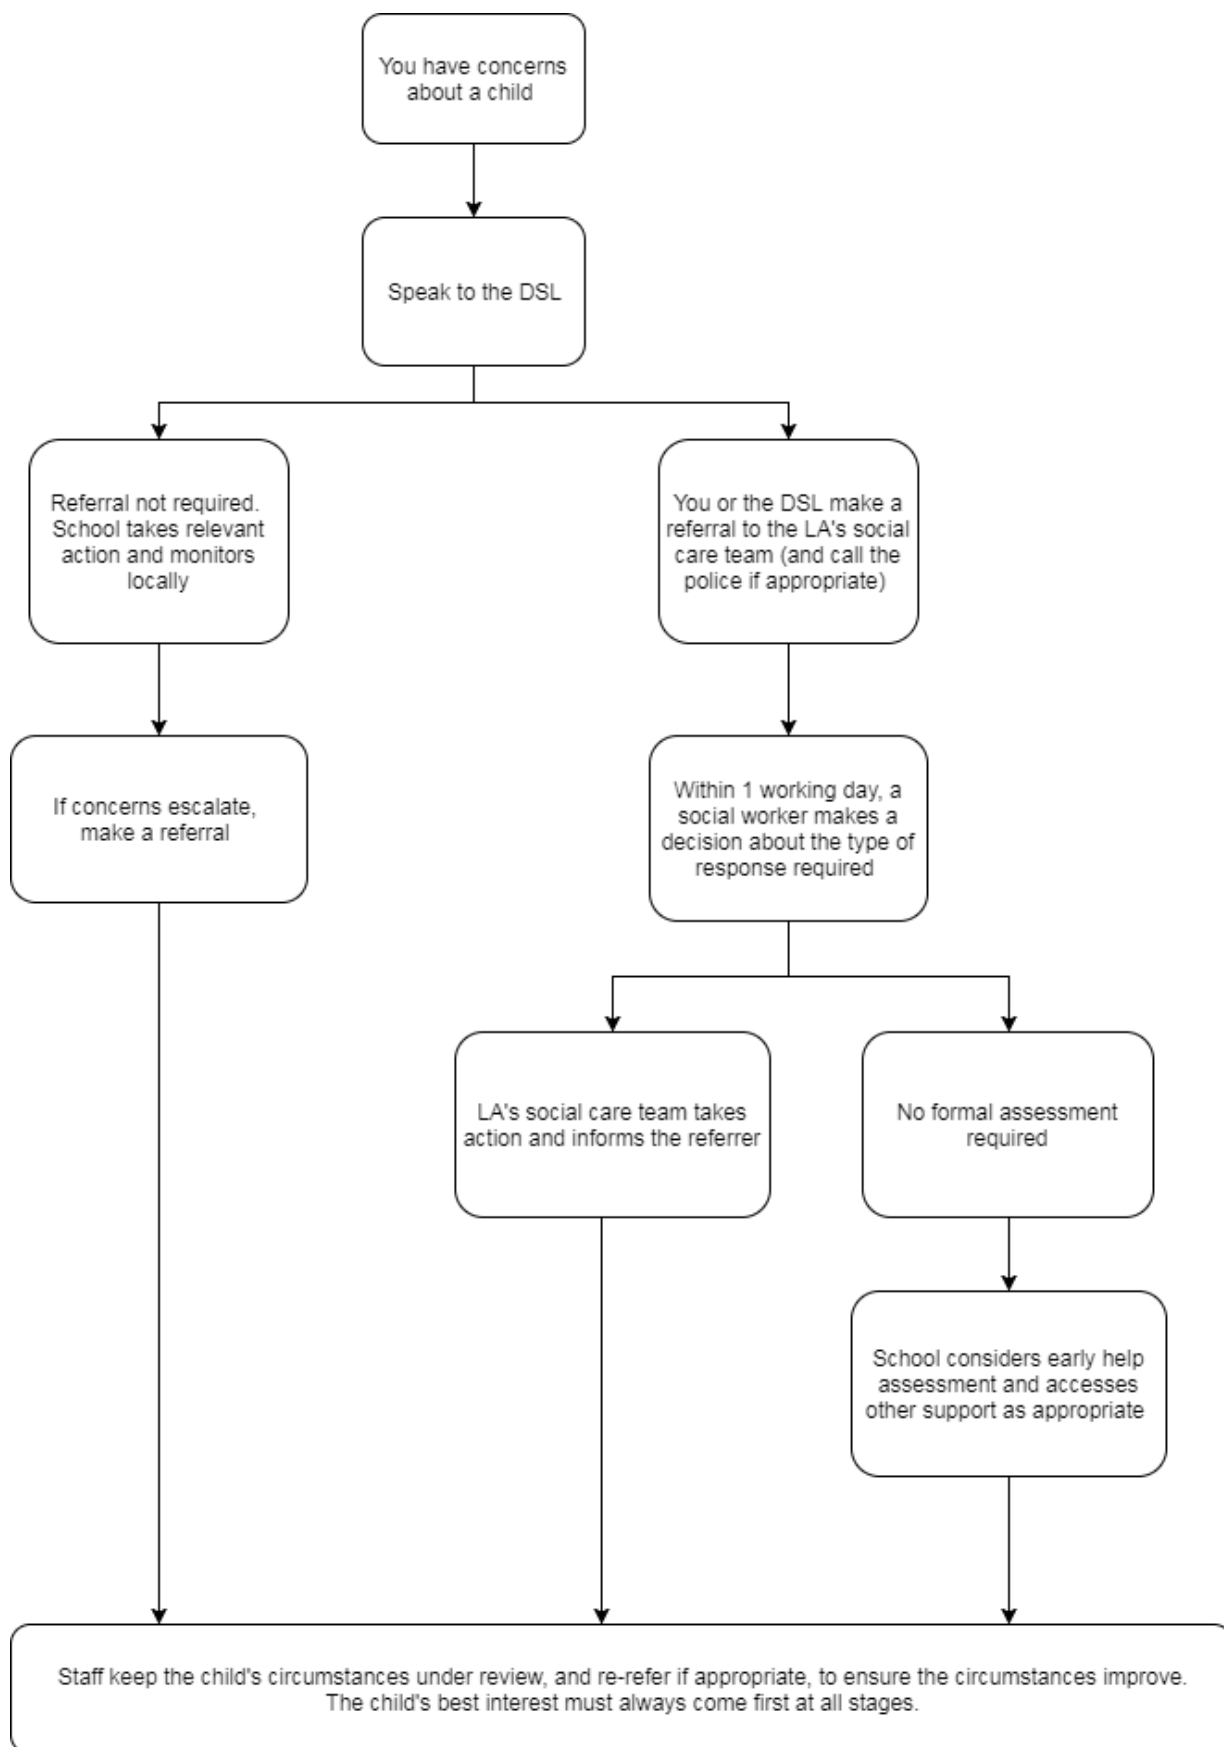 You have concerns
about a child
Speak to the DSL
Referral not required.
School takes relevant
action and monitors
locally
You or the DSL make a
referral to the LA's social
care team (and call the
police if appropriate)
If concerns escalate,
make a referral
Within 1 working day, a
social worker makes a
decision about the type of
response required
LA's social care team takes
action and informs the referrer
No formal assessment
required
School considers early help
assessment and accesses
other support as appropriate
Staff keep the child's circumstances under review, and re-refer if appropriate, to ensure the circumstances improve.
The child's best interest must always come first at all stages.